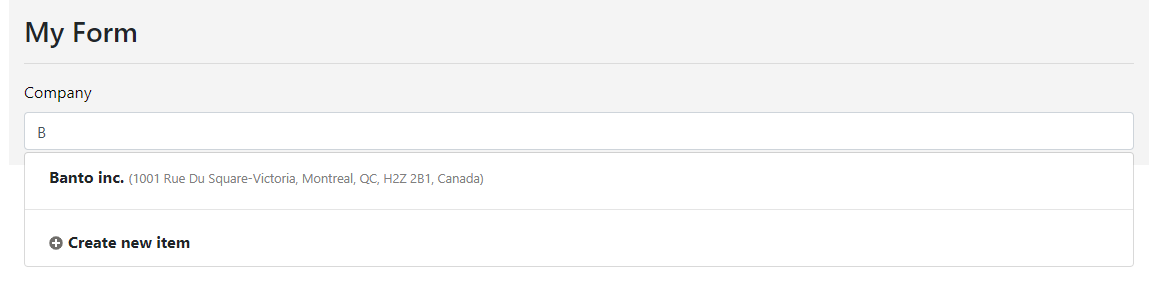 My Form
Company
B
Banto inc. (1001 Rue Du Square-Victoria, Montreal, QC, H2Z 2B1, Canada)
Create new item